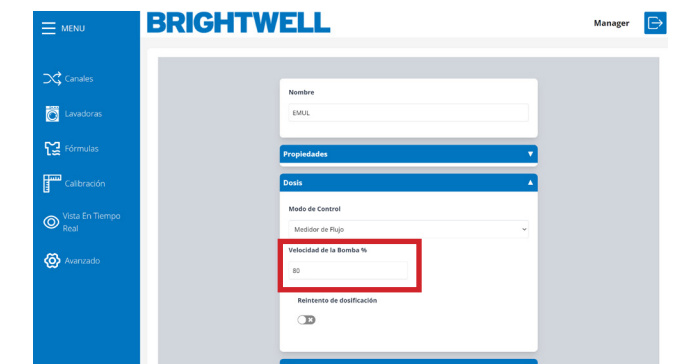 MENU
BRIGHTWELL
Manager
Canales
Lavadoras
Fórmulas
Calibración
Vista En Tiempo
Real
Avanzado
Nombre
EMUL
Propiedades
Dosis
Modo de Control
Medidor de Flujo
Velocidad de la Bomba %
80
Reintento de dosificación